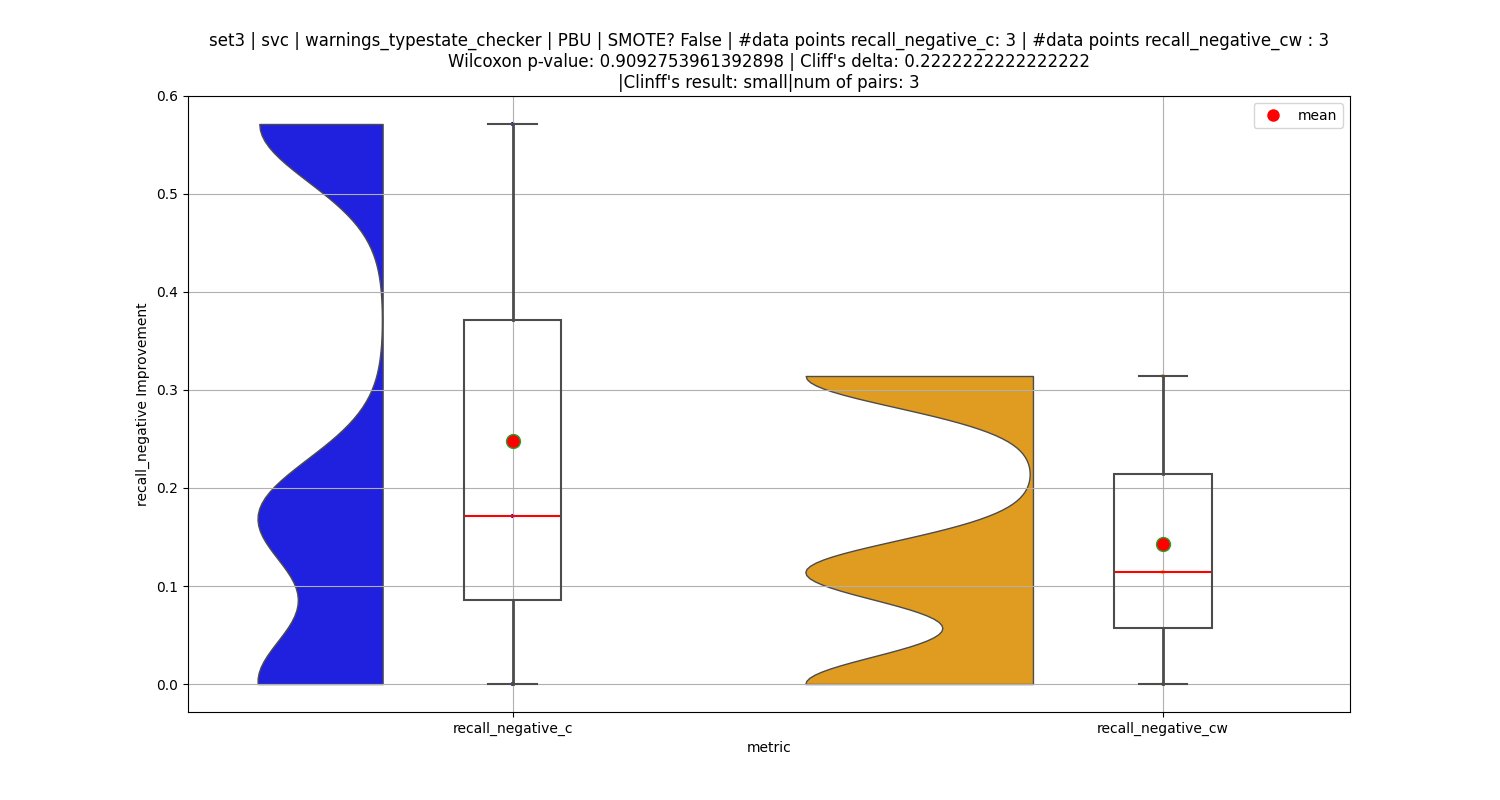 set3 | svc | warnings_typestate_checker | PBU | SMOTE? False | #data points recall_negative_c: 3 | #data points recall_negative_cw : 3
Wilcoxon p-value: 0.9092753961392898 | Cliff's delta: 0.2222222222222222
|Clinff's result: small|num of pairs: 3
mean
0.6
0.5
0.4
0.3
0.2
0.1
0.0
recall_negative Improvement
recall_negative_c
recall_negative_cw
metric